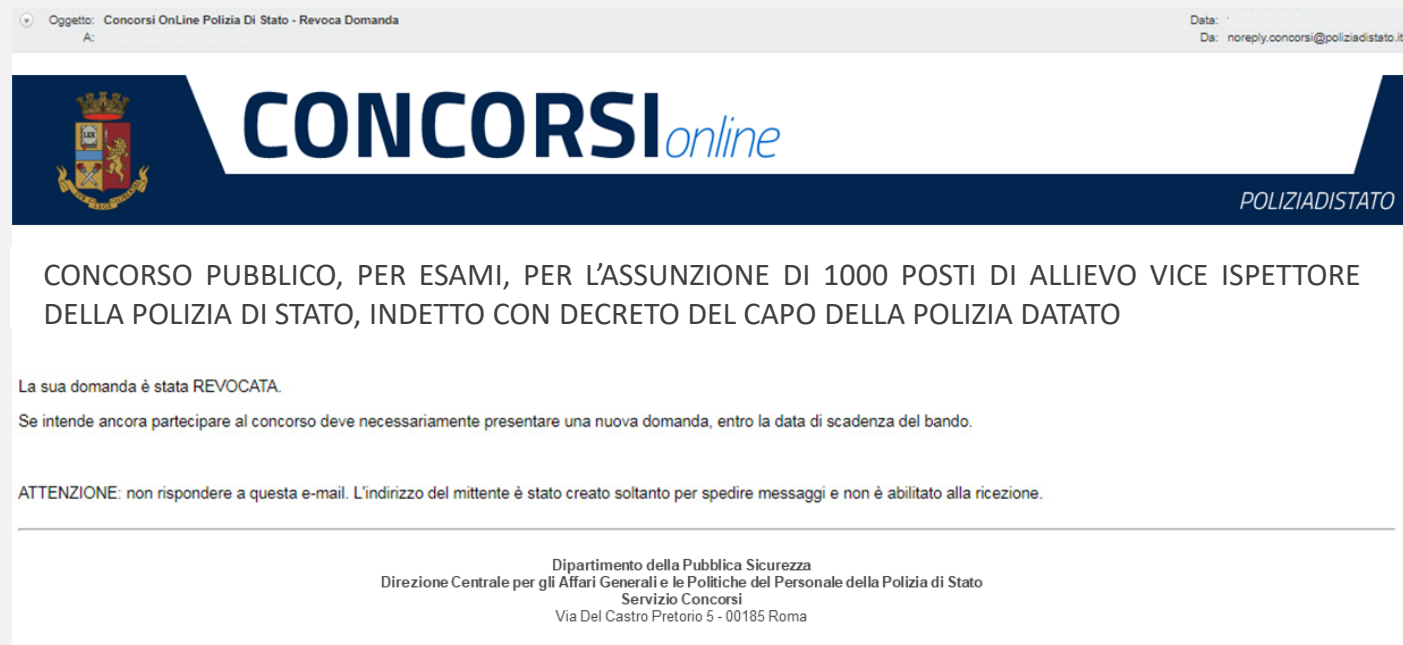 Oggetto: Concorsi OnLine Polizia Di Stato - Revoca Domanda
Data:
A:
Da: noreply.concorsi@poliziadistato.it
LEX
CONCORSI online
POLIZIADISTATO
CONCORSO PUBBLICO, PER ESAMI, PER L'ASSUNZIONE DI 1000 POSTI DI ALLIEVO VICE ISPETTORE
DELLA POLIZIA DI STATO, INDETTO CON DECRETO DEL CAPO DELLA POLIZIA DATATO
La sua domanda è stata REVOCATA.
Se intende ancora partecipare al concorso deve necessariamente presentare una nuova domanda, entro la data di scadenza del bando.
ATTENZIONE: non rispondere a questa e-mail. L'indirizzo del mittente è stato creato soltanto per spedire messaggi e non è abilitato alla ricezione.
Dipartimento della Pubblica Sicurezza
Direzione Centrale per gli Affari Generali e le Politiche del Personale della Polizia di Stato
Servizio Concorsi
Via Del Castro Pretorio 5 - 00185 Roma